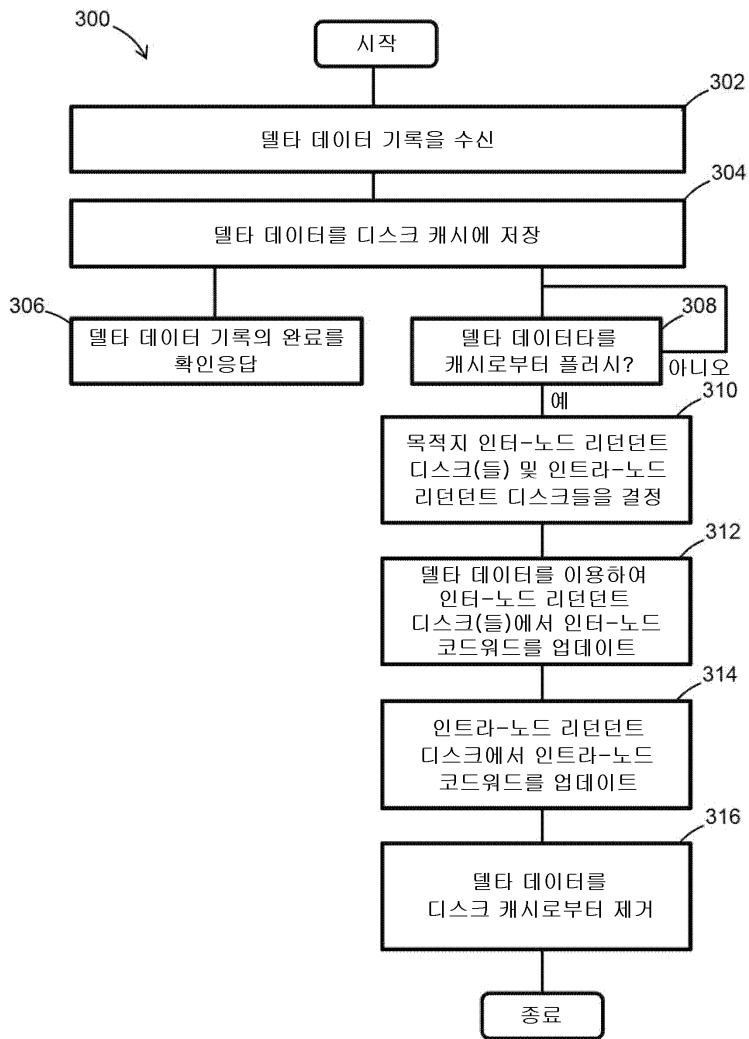 300
시작
302
델타 데이터 기록을 수신
304
델타 데이터를 디스크 캐시에 저장
306
델타 데이터 기록의 완료를
확인응답
308
델타 데이터타를
캐시로부터 플러시?
아니오
예
310
목적지 인터-노드 리던던트
디스크(들) 및 인트라-노드
리던던트 디스크들을 결정
312
델타 데이터를 이용하여
인터-노드 리던던트
디스크(들)에서 인터-노드
코드워드를 업데이트
314
인트라-노드 리던던트
디스크에서 인트라-노드
코드워드를 업데이트
316
델타 데이터를
디스크 캐시로부터 제거
종료